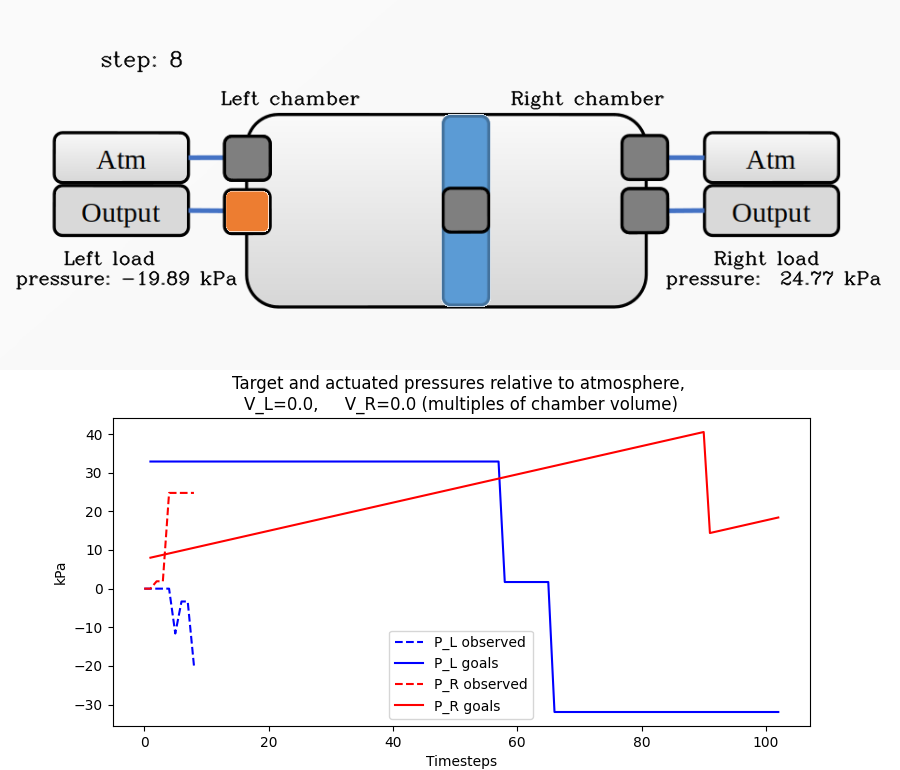 step: 8
Left chamber
Right chamber
Atm
Atm
Output
Output
Left load
pressure: −19.89 kPa
Right load
pressure: 24.77 kPa
Target and actuated pressures relative to atmosphere,
V_L=0.0, V_R=0.0 (multiples of chamber volume)
40
30
20
10
0
−10
−20
−30
kPa
P_L observed
P_L goals
P_R observed
P_R goals
0 20 40 60 80 100
Timesteps